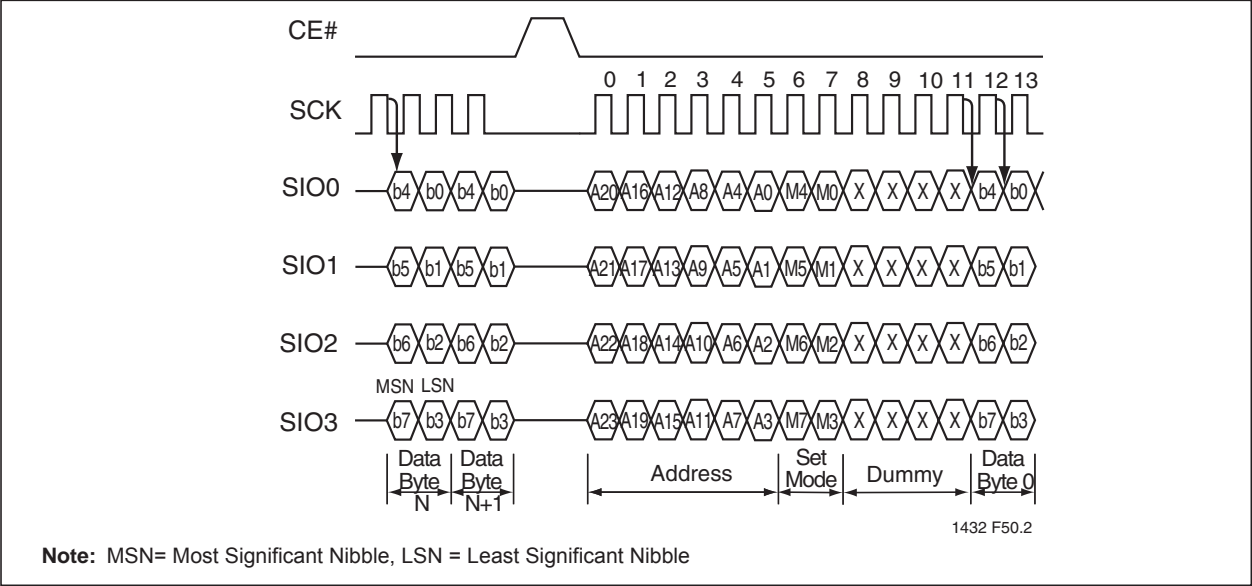 CE#
0 1 2 3 4 5 6 7 8 9 10 11 12 13
SCK
SIO0 b4 b0 b4 b0 A20 A16 A12 A8 A4 A0 M4 M0 X X X X b4 b0
SIO1 b5 b1 b5 b1 A21 A17 A13 A9 A5 A1 M5 M1 X X X X b5 b1
SIO2 b6 b2 b6 b2 A22 A18 A14 A10 A6 A2 M6 M2 X X X X b6 b2
MSN LSN
SIO3 b7 b3 b7 b3 A23 A19 A15 A11 A7 A3 M7 M3 X X X X b7 b3
Data Byte N
Data Byte N+1
Address
Set Mode
Dummy
Data Byte 0
1432 F50.2
Note: MSN= Most Significant Nibble, LSN = Least Significant Nibble